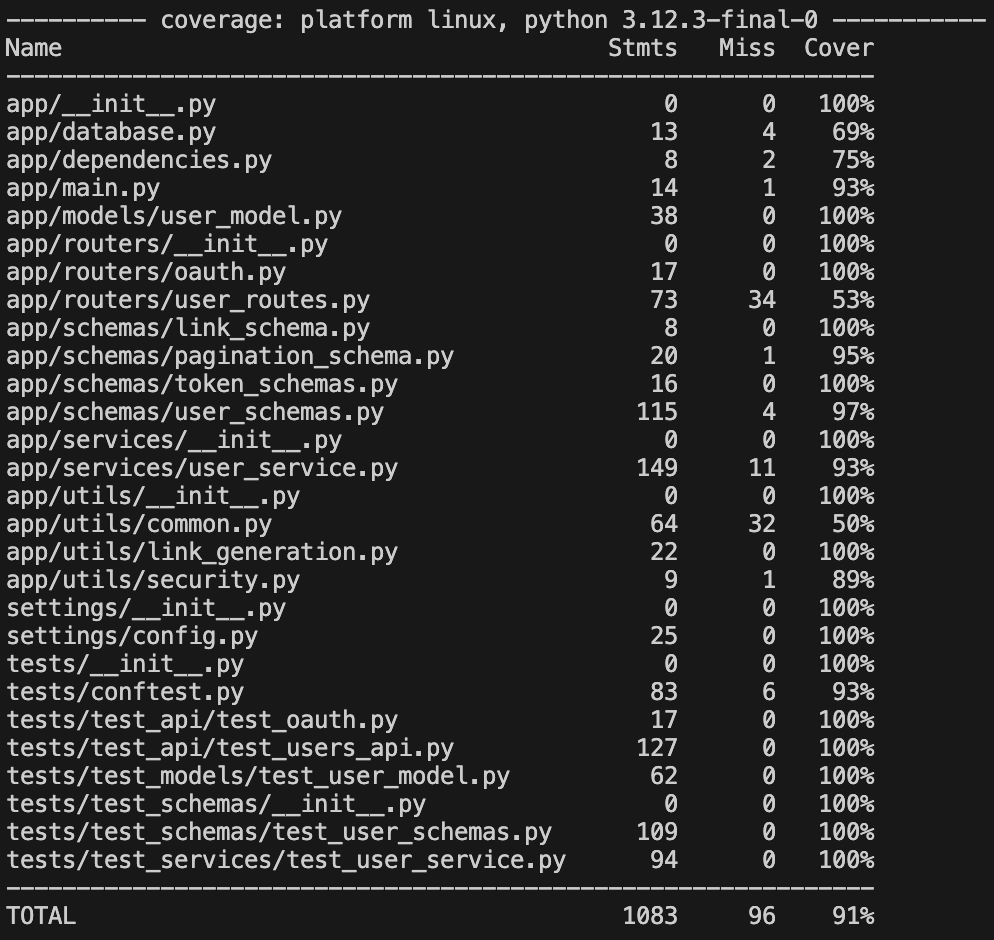 ---------- coverage: platform linux, python 3.12.3-final-0 -----------
Name                                        Stmts   Miss  Cover
--------------------------------------------------------------
app/__init__.py                                 0      0   100%
app/database.py                                13      4    69%
app/dependencies.py                             8      2    75%
app/main.py                                    14      1    93%
app/models/user_model.py                       38      0   100%
app/routers/__init__.py                         0      0   100%
app/routers/oauth.py                           17      0   100%
app/routers/user_routes.py                     73     34    53%
app/schemas/link_schema.py                      8      0   100%
app/schemas/pagination_schema.py               20      1    95%
app/schemas/token_schemas.py                   16      0   100%
app/schemas/user_schemas.py                   115      4    97%
app/services/__init__.py                        0      0   100%
app/services/user_service.py                  149     11    93%
app/utils/__init__.py                           0      0   100%
app/utils/common.py                            64     32    50%
app/utils/link_generation.py                   22      0   100%
app/utils/security.py                           9      1    89%
settings/__init__.py                            0      0   100%
settings/config.py                             25      0   100%
tests/__init__.py                               0      0   100%
tests/conftest.py                              83      6    93%
tests/test_api/test_oauth.py                   17      0   100%
tests/test_api/test_users_api.py              127      0   100%
tests/test_models/test_user_model.py           62      0   100%
tests/test_schemas/__init__.py                  0      0   100%
tests/test_schemas/test_user_schemas.py       109      0   100%
tests/test_services/test_user_service.py       94      0   100%
--------------------------------------------------------------
TOTAL                                        1083     96    91%